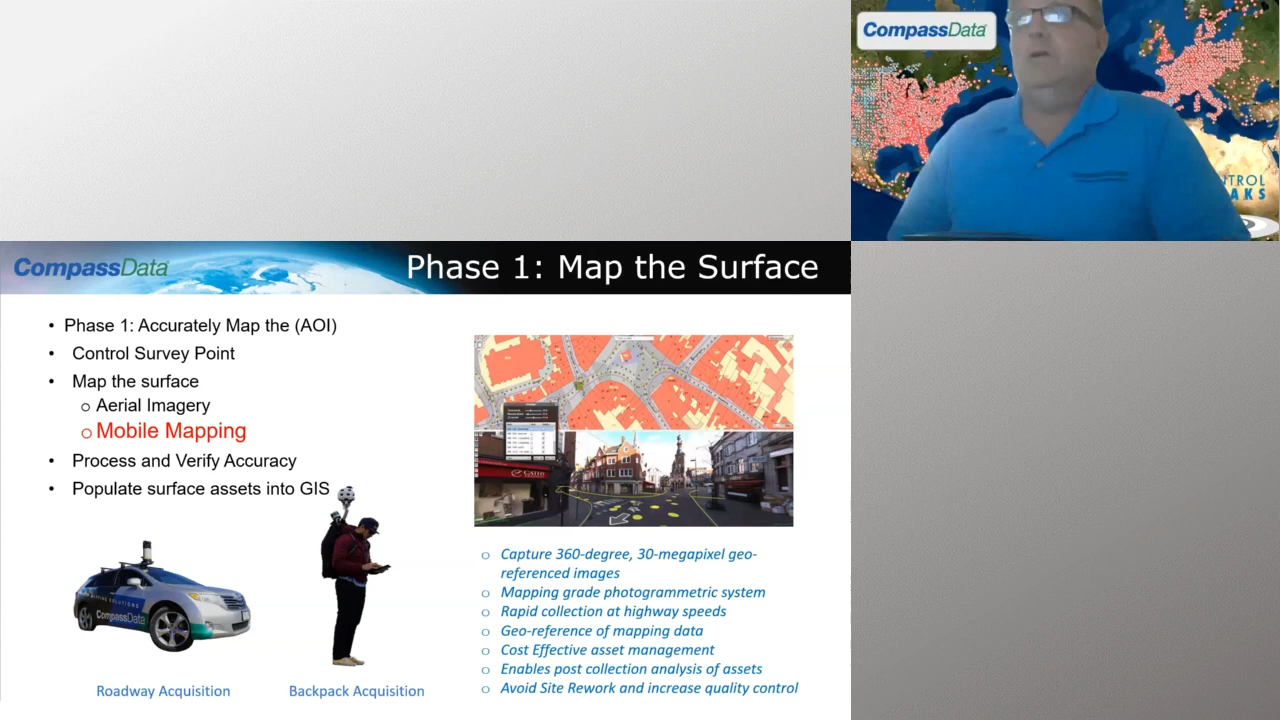 CompassData
TROL
AKS
CompassData
Phase 1: Map the Surface
• Phase 1: Accurately Map the (AOI)
• Control Survey Point
• Map the surface
o Aerial Imagery
o Mobile Mapping
• Process and Verify Accuracy
• Populate surface assets into GIS
CompassData
Roadway Acquisition
Backpack Acquisition
o Capture 360-degree, 30-megapixel geo-
referenced images
o Mapping grade photogrammetric system
o Rapid collection at highway speeds
o Geo-reference of mapping data
o Cost Effective asset management
o Enables post collection analysis of assets
o Avoid Site Rework and increase quality control